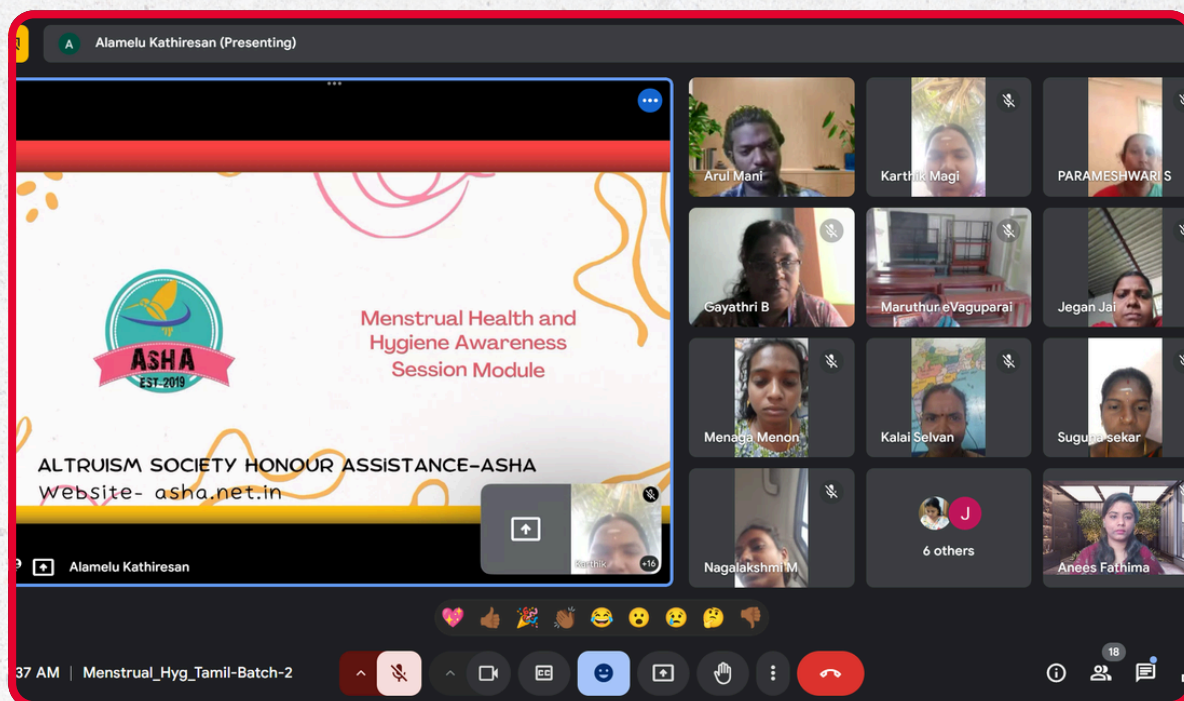 A Alamelu Kathiresan (Presenting)
ASHA
EST.2019
Menstrual Health and
Hygiene Awareness
Session Module
ALTRUISM SOCIETY HONOUR ASSISTANCE-ASHA
Website- asha.net.in
Karthik
+16
Alamelu Kathiresan
Arul Mani
Karthik Magi
PARAMESHWARI S
Gayathri B
Maruthur eVaguparai
Jegan Jai
Menaga Menon
Kalai Selvan
Suguna sekar
Nagalakshmi M
J
6 others
Anees Fathima
37 AM | Menstrual_Hyg_Tamil-Batch-2
CC
18